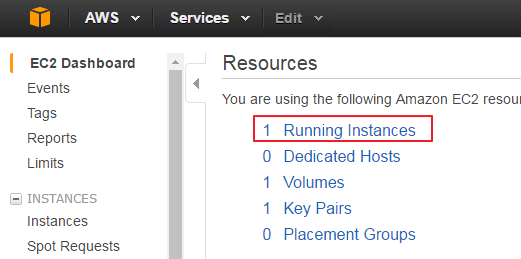 AWS Services Edit
EC2 Dashboard
Events
Tags
Reports
Limits
INSTANCES
Instances
Spot Requests
Resources
You are using the following Amazon EC2 resou
1 Running Instances
0 Dedicated Hosts
1 Volumes
1 Key Pairs
0 Placement Groups